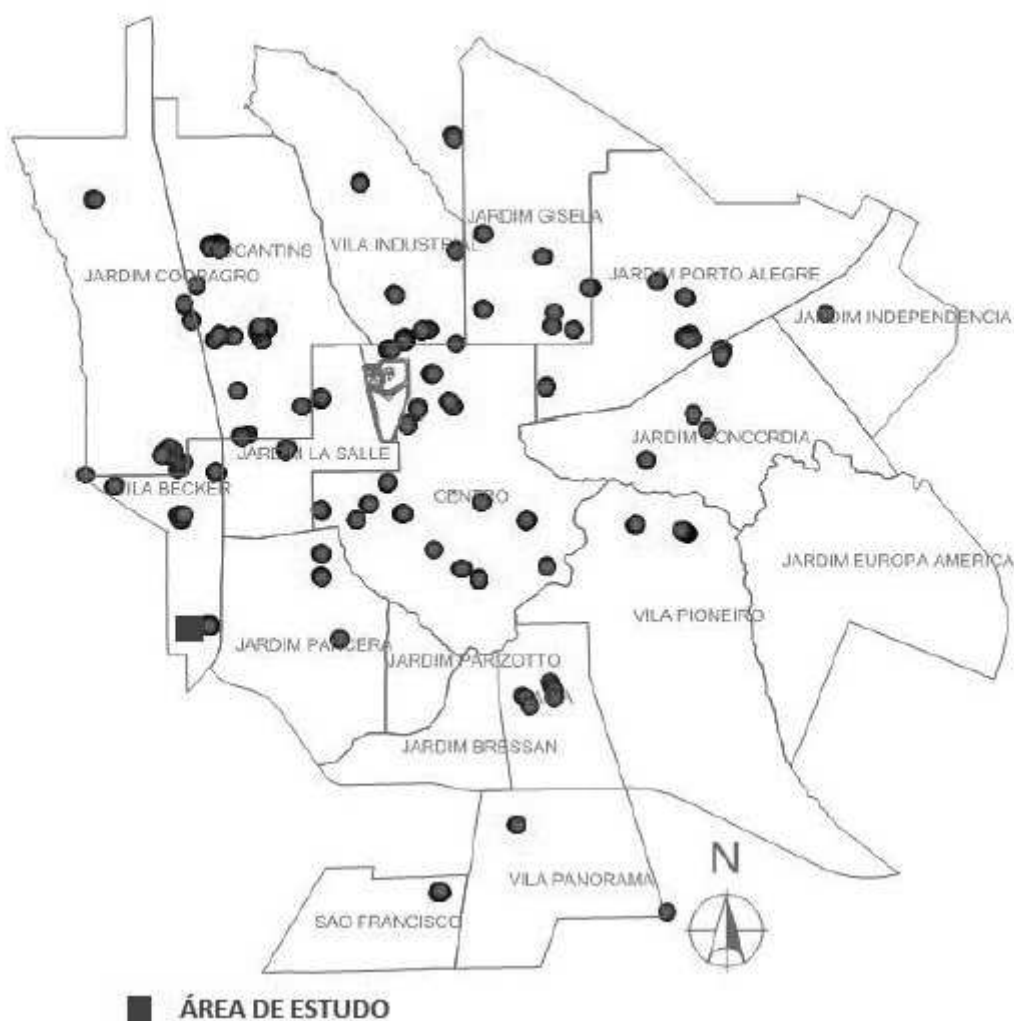 JARDIM GISELA
VILA INDUSTRIAL
JARDIM COOPAGRO
JARDIM PORTO ALEGRE
JARDIM INDEPENDENCIA
JARDIM CONCORDIA
JARDIM LA SALLE
VILA BECKER
CENTRO
JARDIM EUROPA AMERICA
VILA PIONEIRO
JARDIM PANCERA
JARDIM PARIZOTTO
JARDIM BRESSAN
N
VILA PANORAMA
SAO FRANCISCO
ÁREA DE ESTUDO